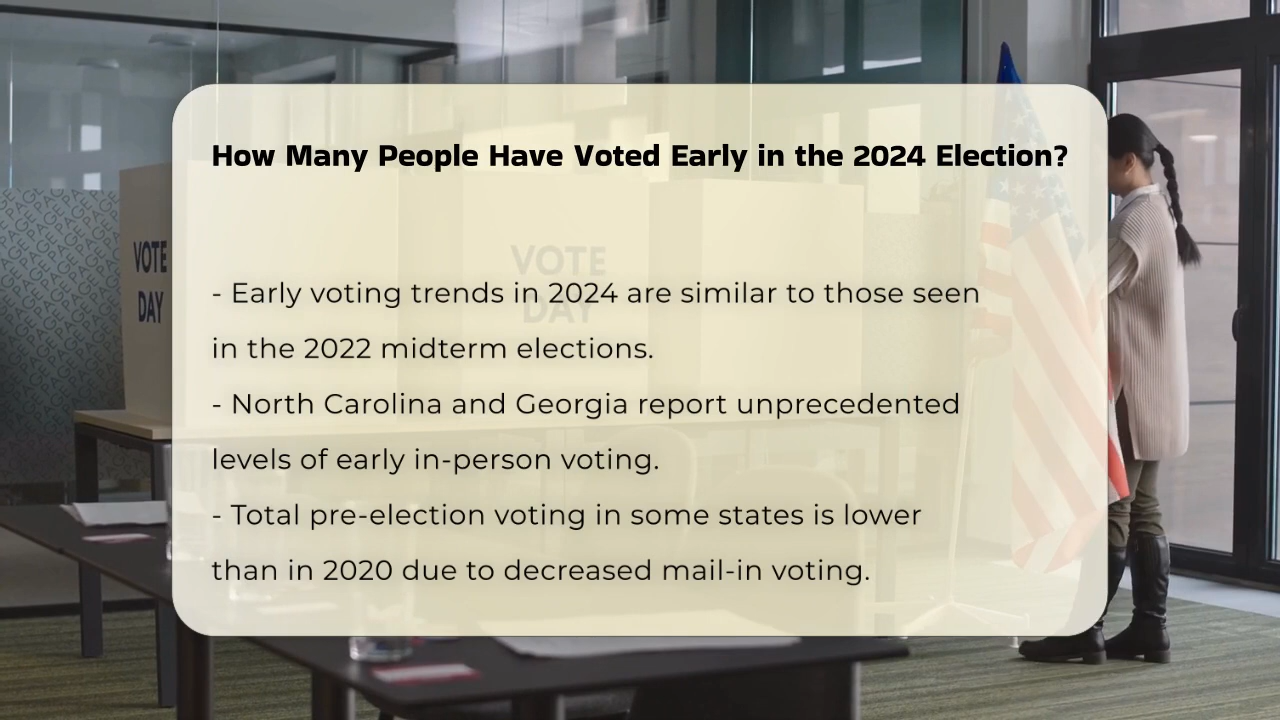 How Many People Have Voted Early in the 2024 Election?
VOTE
DAY
VOTE
DAY
- Early voting trends in 2024 are similar to those seen
in the 2022 midterm elections.
- North Carolina and Georgia report unprecedented
levels of early in-person voting.
- Total pre-election voting in some states is lower
than in 2020 due to decreased mail-in voting.